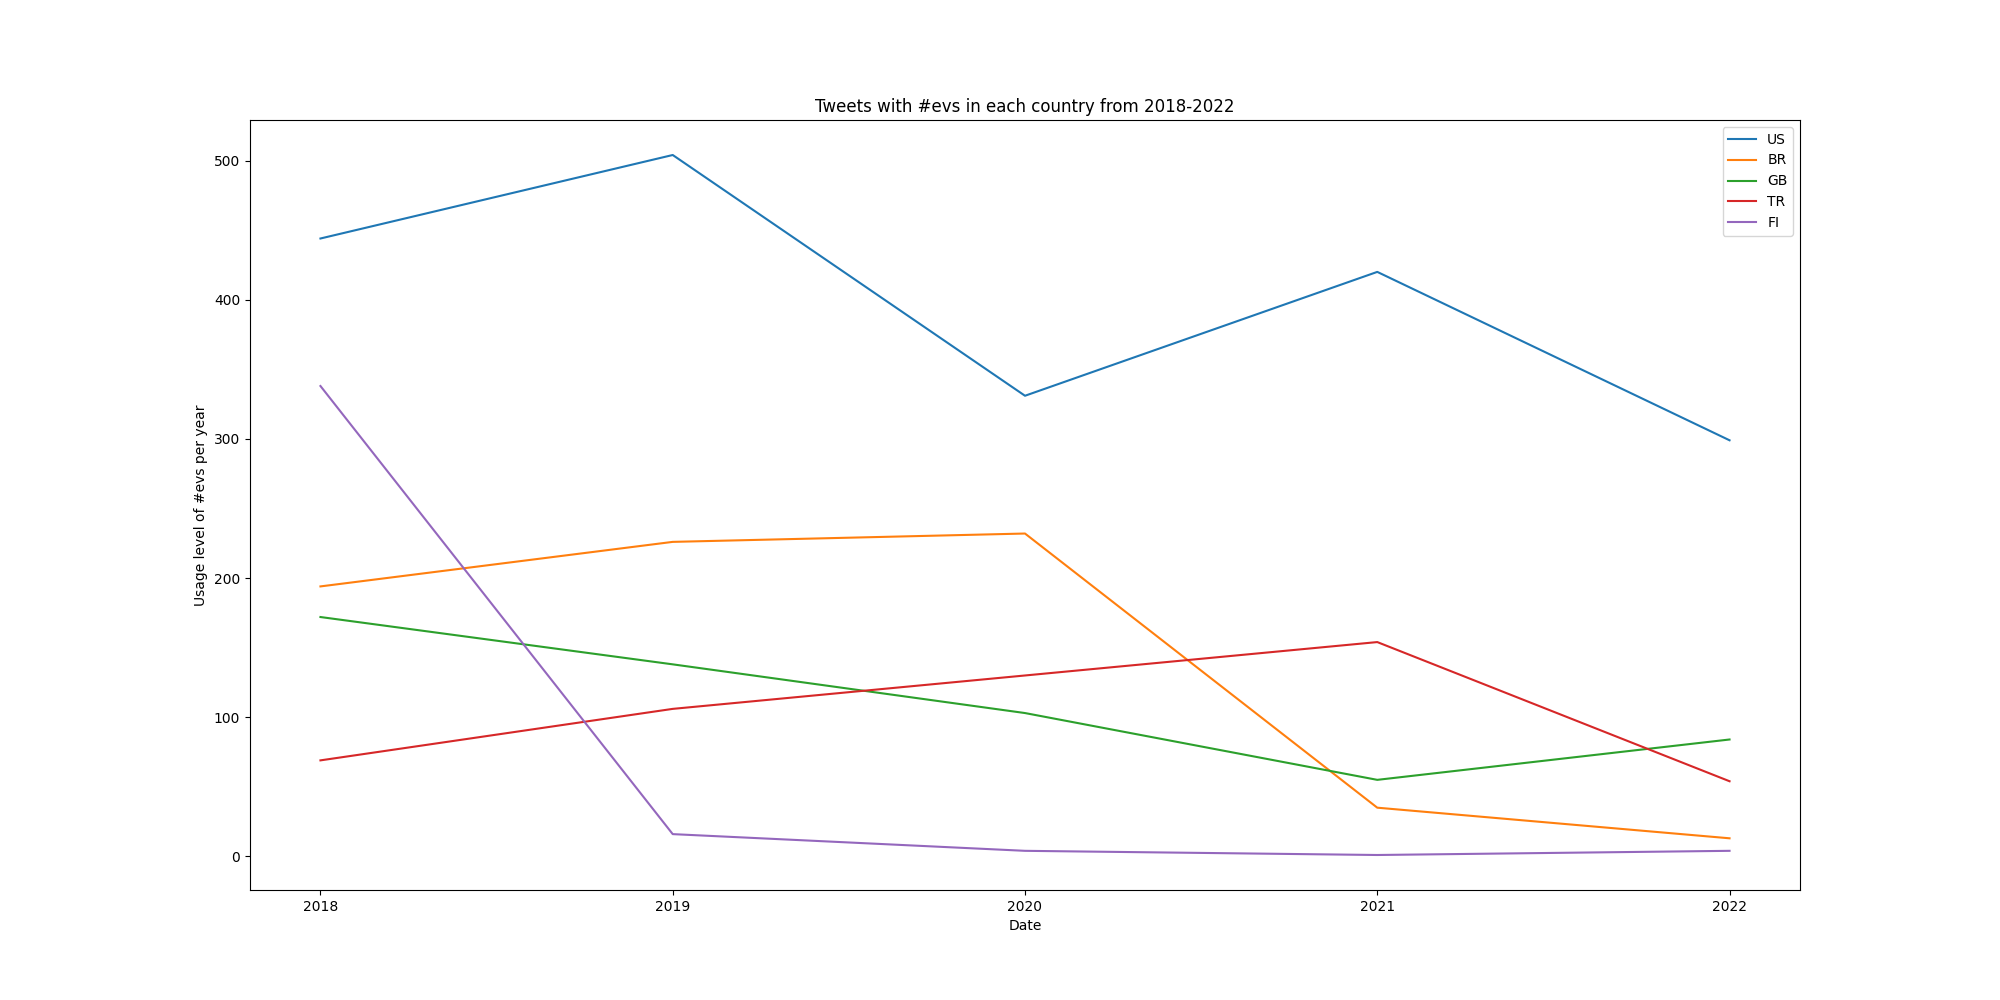 Tweets with #evs in each country from 2018-2022
US
BR
GB
TR
FI
Usage level of #evs per year
500
400
300
200
100
0
2018 2019 2020 2021 2022
Date